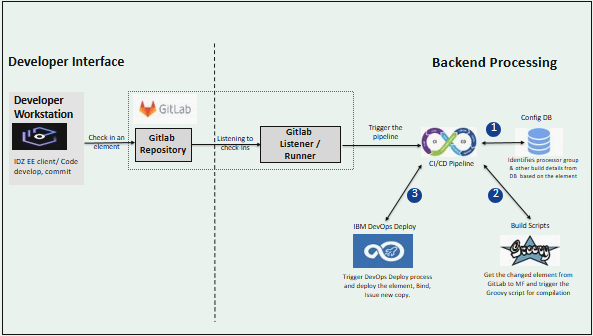 Developer Interface
Backend Processing
Developer
Workstation
IDZ EE client/ Code
develop, commit
Check-in an
element
GitLab
Gitlab
Repository
Listening to
check ins
Gitlab
Listener /
Runner
Trigger the
pipeline
CI/CD Pipeline
1
Config DB
Identifies processor group
& other build details from
DB based on the element
3
2
IBM DevOps Deploy
Trigger DevOps Deploy process
and deploy the element, Bind,
Issue new copy.
Build Scripts
Groovy
Get the changed element from
GitLab to MF and trigger the
Groovy script for compilation